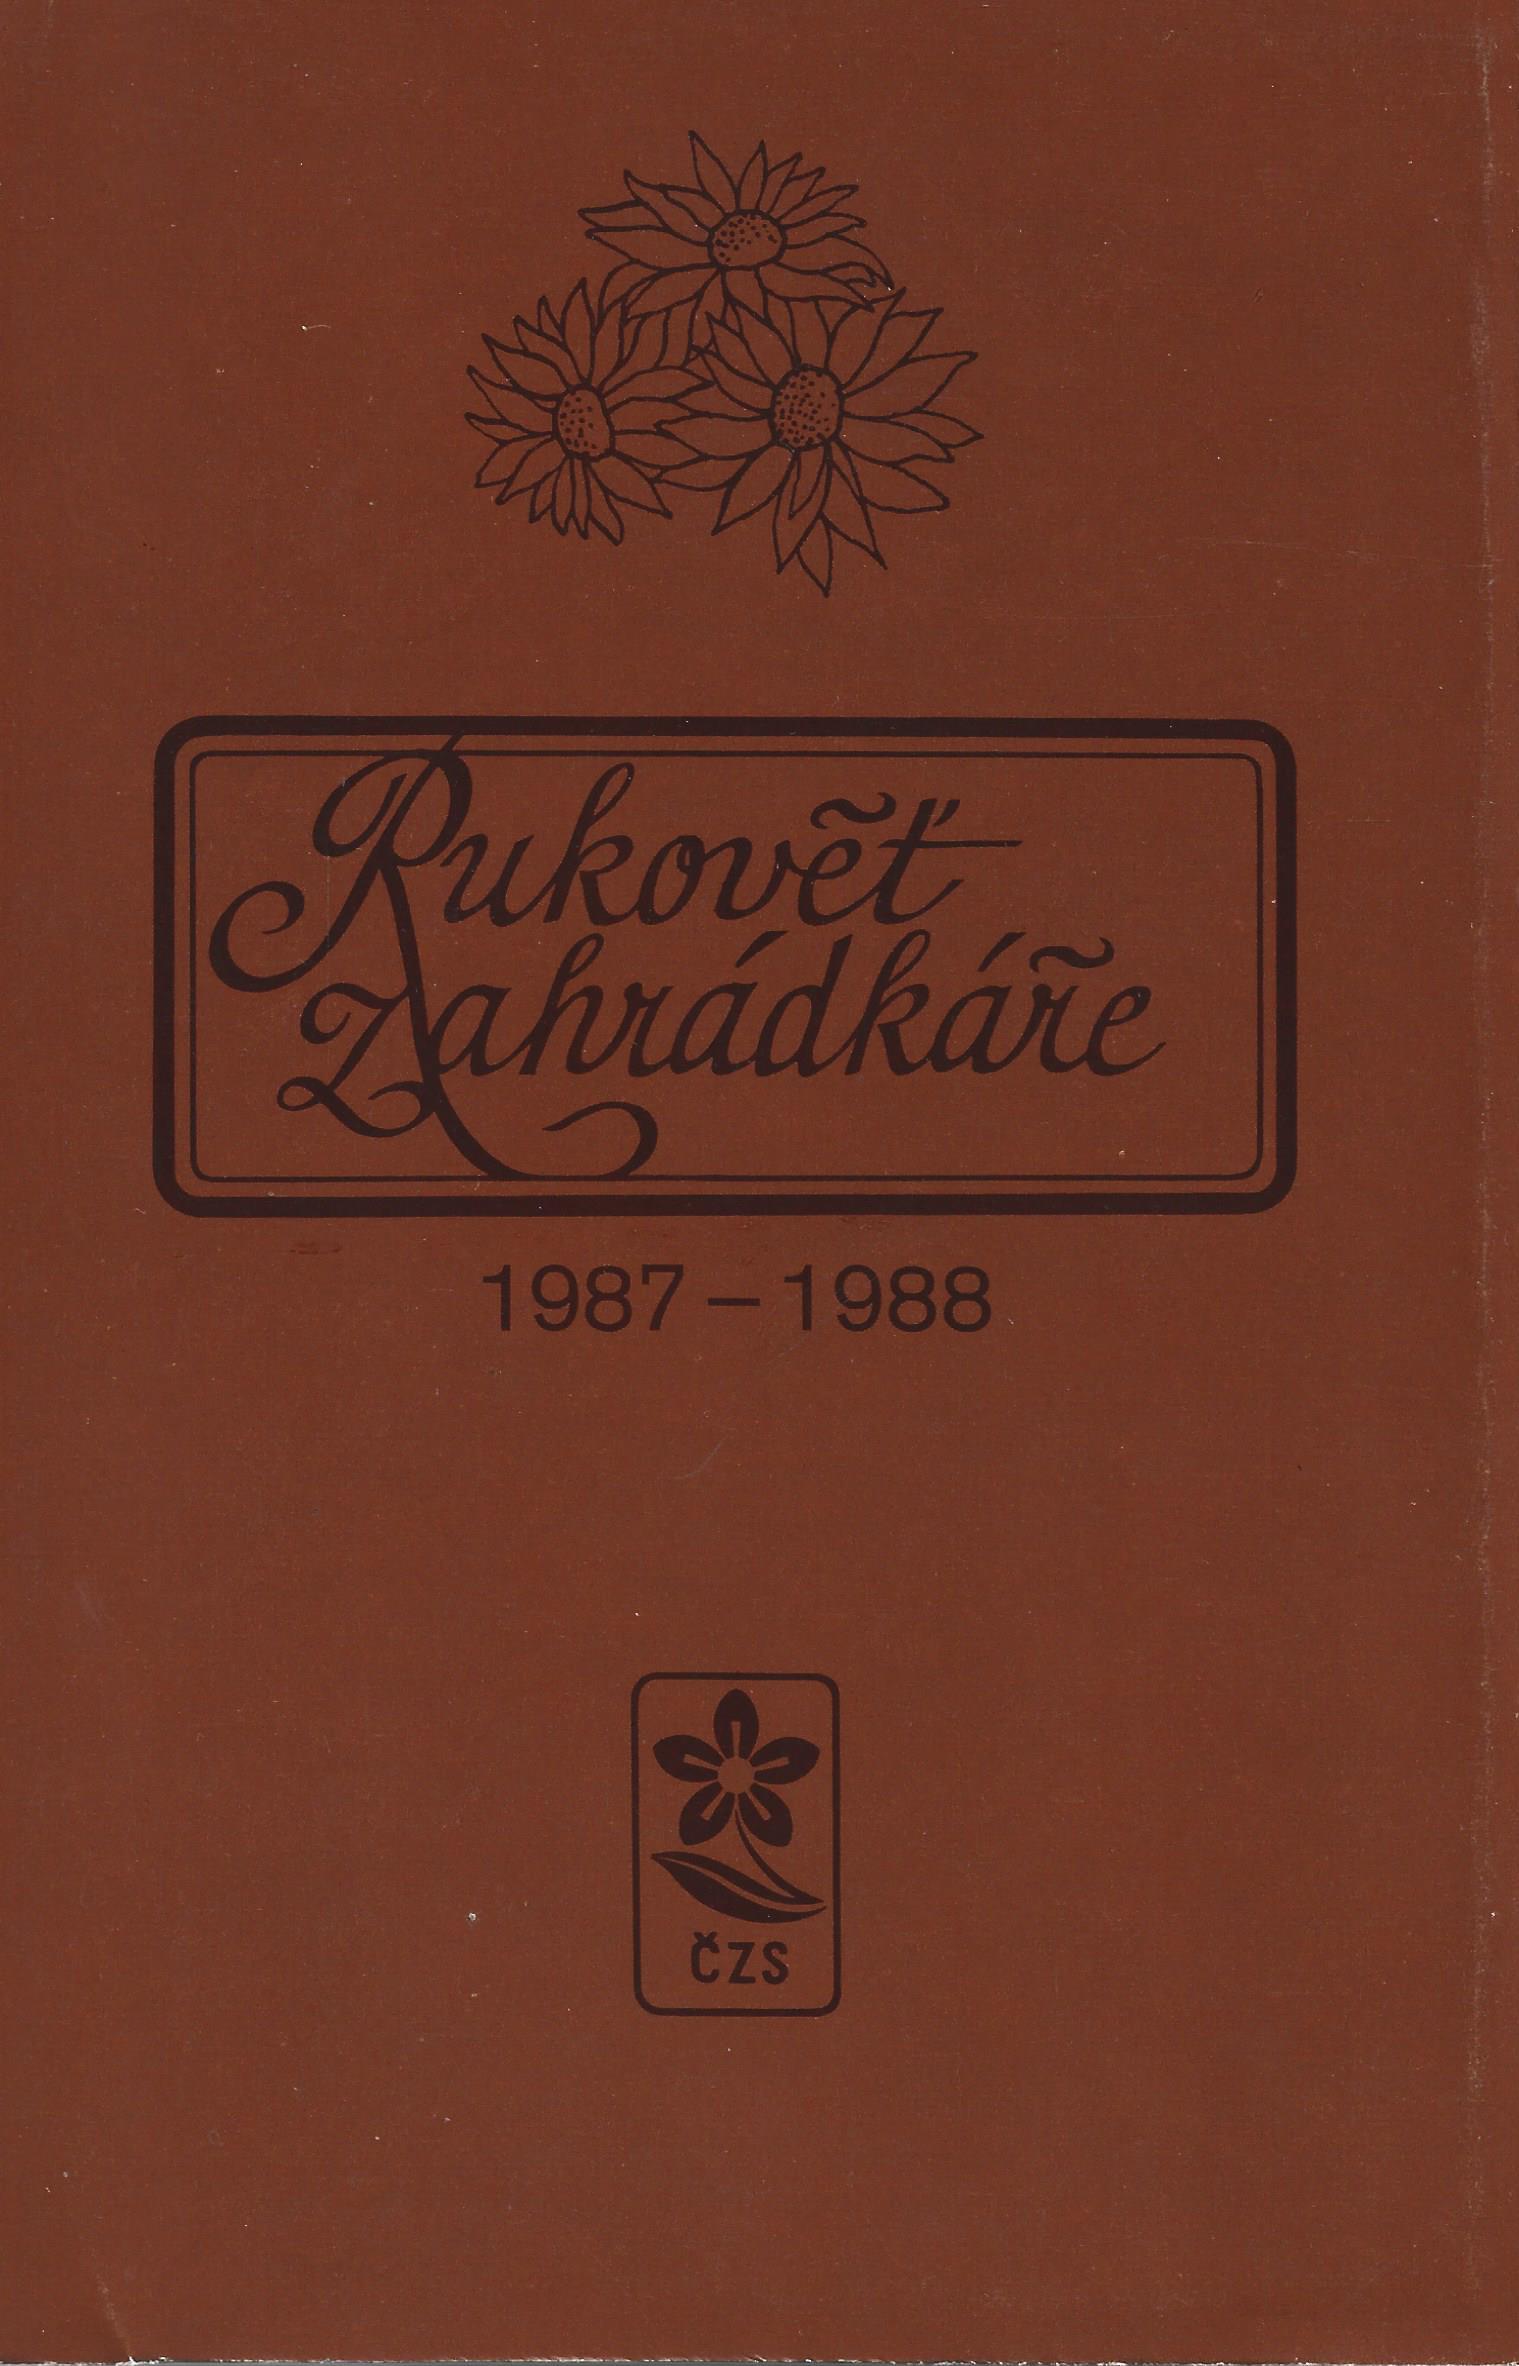 Rukověť
zahrádkáře
1987 – 1988
ČZS